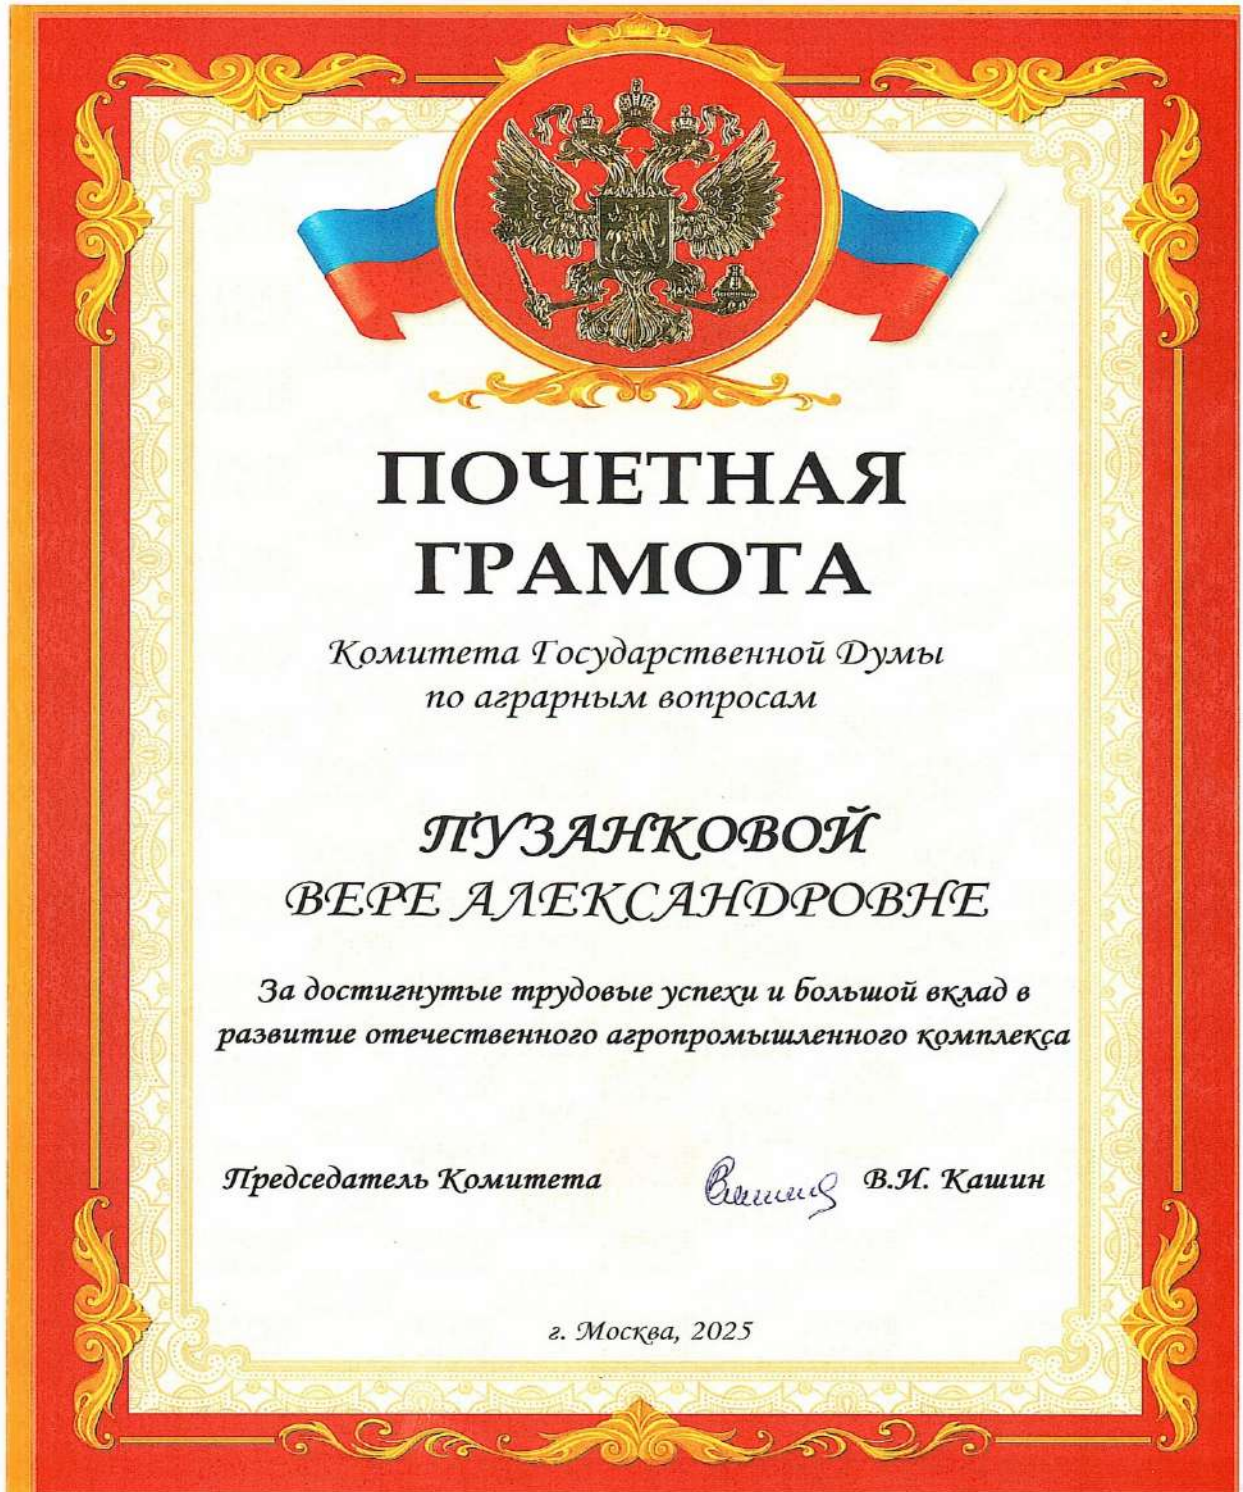 ПОЧЕТНАЯ
ГРАМОТА
Комитета Государственной Думы
по аграрным вопросам
ПУЗАНКОВОЙ
ВЕРЕ АЛЕКСАНДРОВНЕ
За достигнутые трудовые успехи и большой вклад в
развитие отечественного агропромышленного комплекса
Председатель Комитета В.И. Кашин
г. Москва, 2025